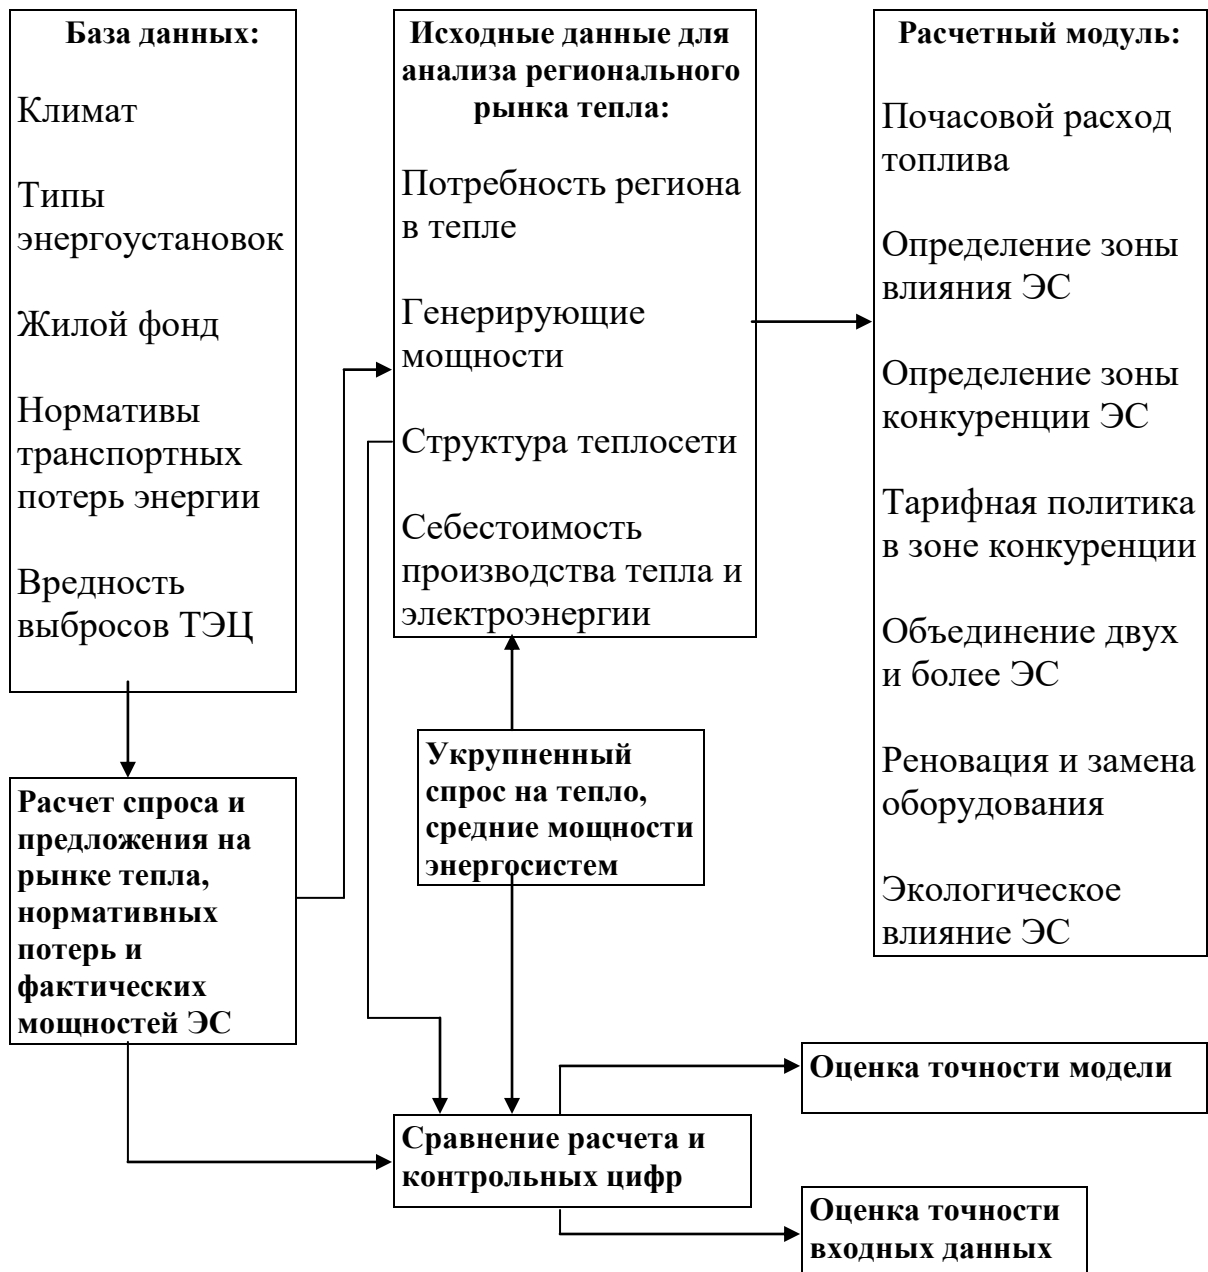 База данных:
Климат
Типы
энергоустановок
Жилой фонд
Нормативы
транспортных
потерь энергии
Вредность
выбросов ТЭЦ
Исходные данные для
анализа регионального
рынка тепла:
Потребность региона
в тепле
Генерирующие
мощности
Структура теплосети
Себестоимость
производства тепла и
электроэнергии
Расчетный модуль:
Почасовой расход
топлива
Определение зоны
влияния ЭС
Определение зоны
конкуренции ЭС
Тарифная политика
в зоне конкуренции
Объединение двух
и более ЭС
Реновация и замена
оборудования
Экологическое
влияние ЭС
Укрупненный
спрос на тепло,
средние мощности
энергосистем
Расчет спроса и
предложения на
рынке тепла,
нормативных
потерь и
фактических
мощностей ЭС
Сравнение расчета и
контрольных цифр
Оценка точности модели
Оценка точности
входных данных